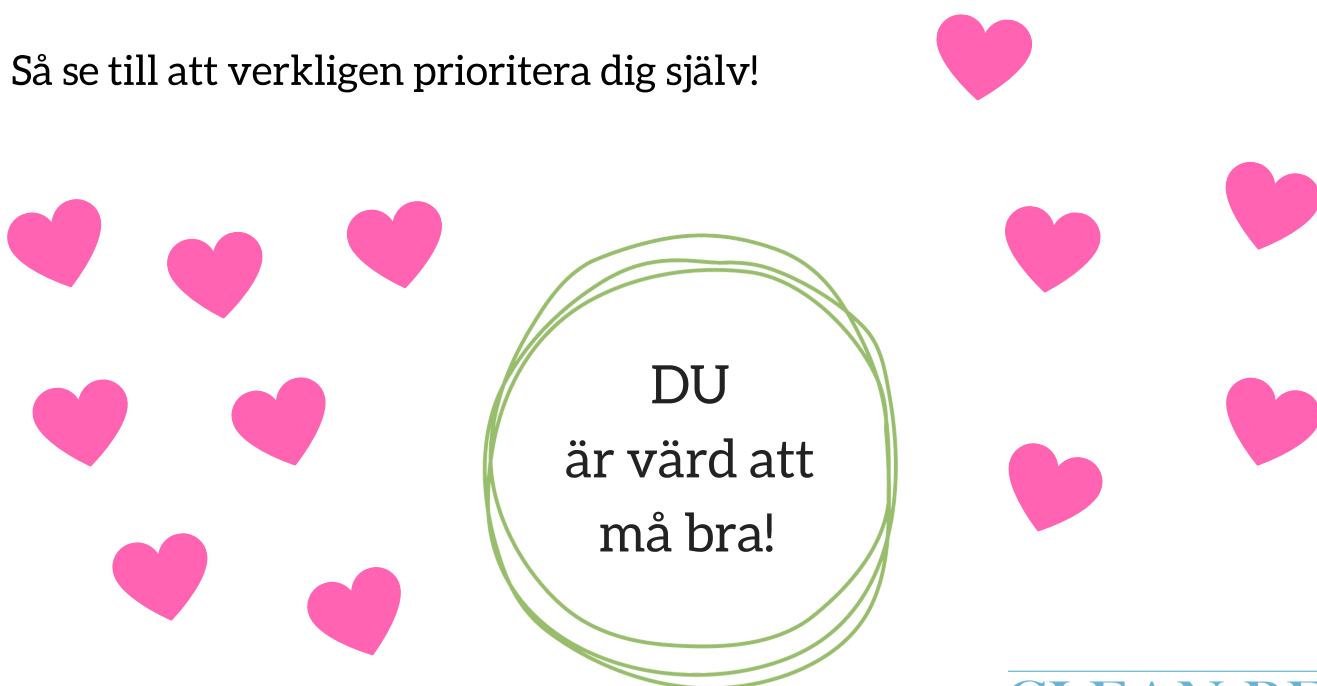 Så se till att verkligen prioritera dig själv!
DU
är värd att
må bra!